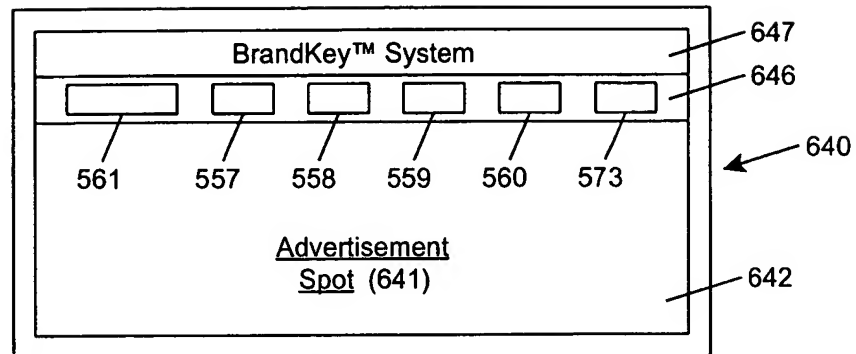 BrandKey™ System
647
646
561 557 558 559 560 573
640
Advertisement
Spot (641)
642